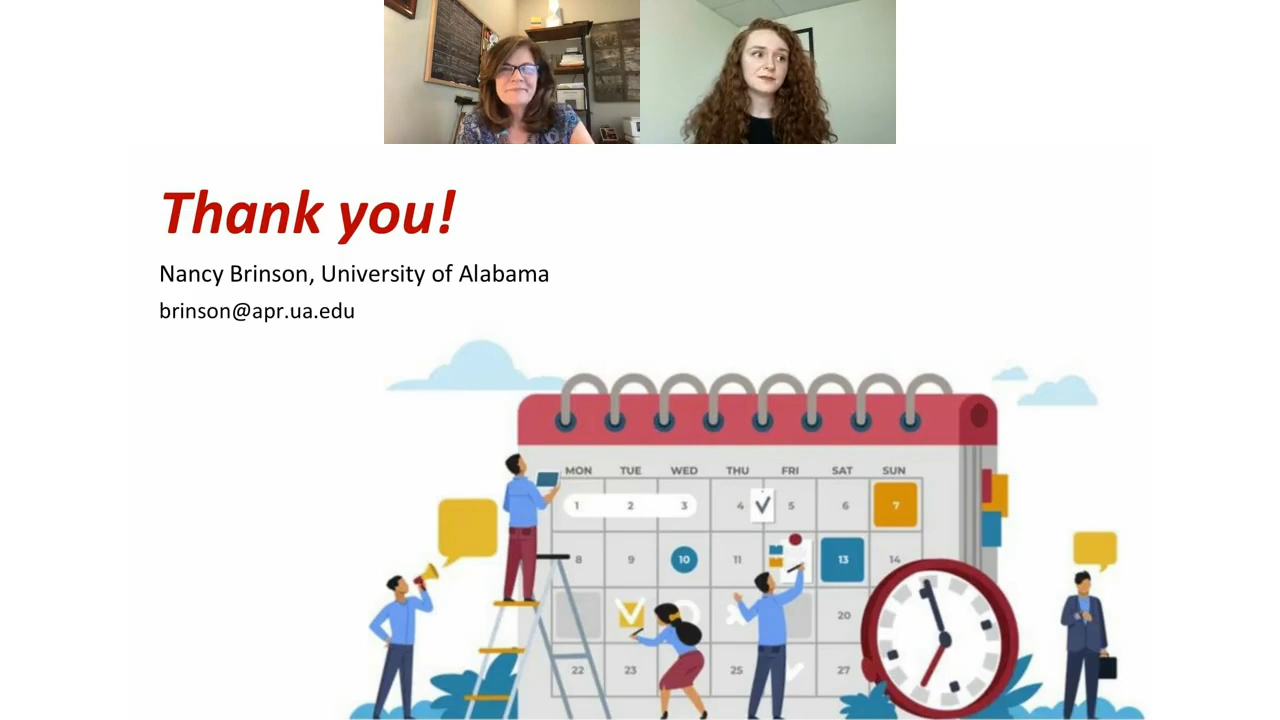 Thank you!
Nancy Brinson, University of Alabama
brinson@apr.ua.edu
MON TUE WED THU FRI SAT SUN
1 2 3 4 5 6 7
8 9 10 11 13 14
20
22 23 25 27